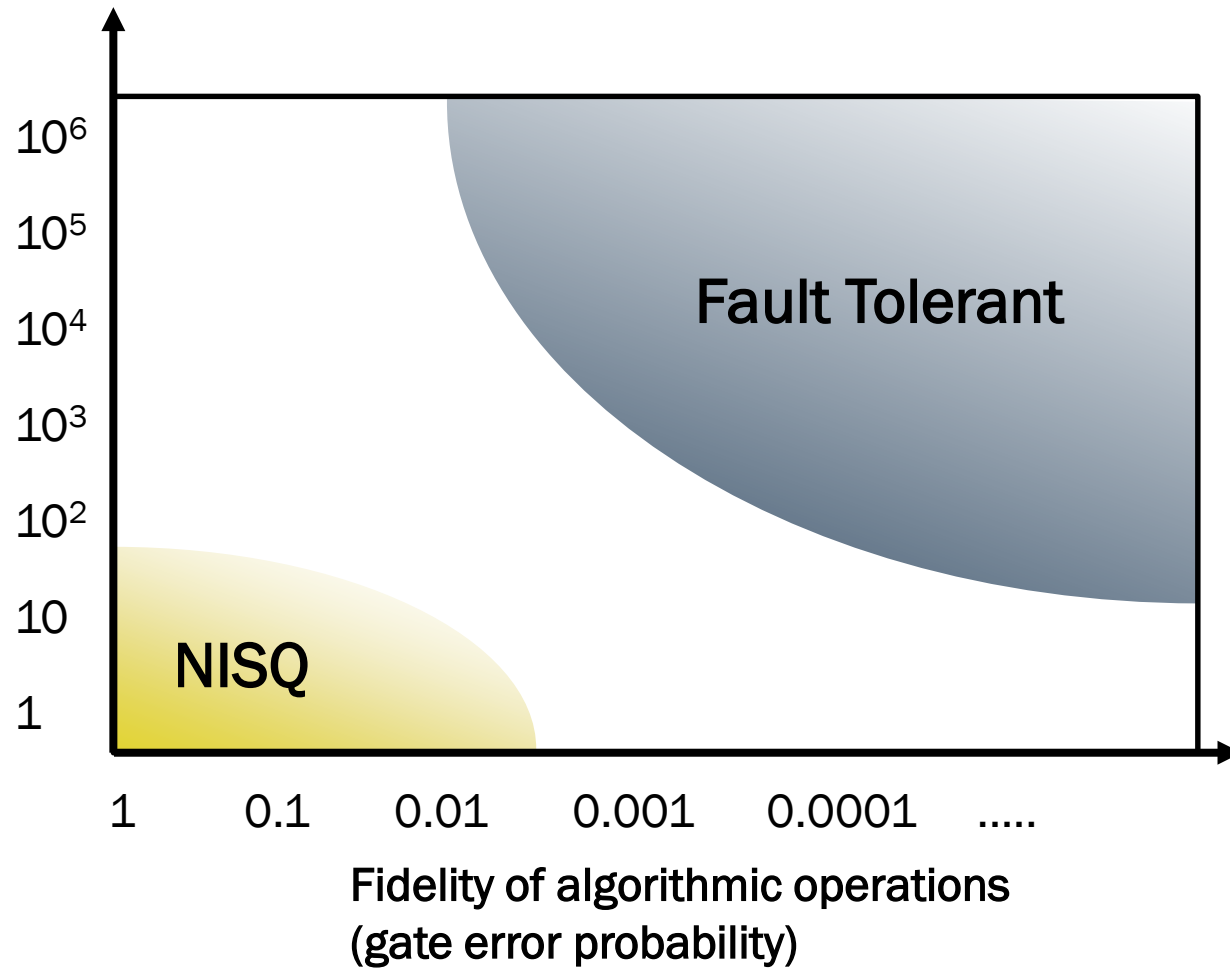 10⁶
10⁵
Fault Tolerant
10⁴
10³
10²
10
NISQ
1
1 0.1 0.01 0.001 0.0001 .....
Fidelity of algorithmic operations
(gate error probability)